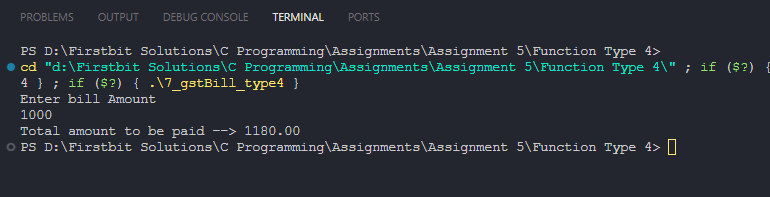 PROBLEMS OUTPUT DEBUG CONSOLE TERMINAL PORTS
PS D:\Firstbit Solutions\C Programming\Assignments\Assignment 5\Function Type 4>
cd "d:\Firstbit Solutions\C Programming\Assignments\Assignment 5\Function Type 4\" ; if ($?) {
4 } ; if ($?) { .\7_gstBill_type4 }
Enter bill Amount
1000
Total amount to be paid --> 1180.00
PS D:\Firstbit Solutions\C Programming\Assignments\Assignment 5\Function Type 4>